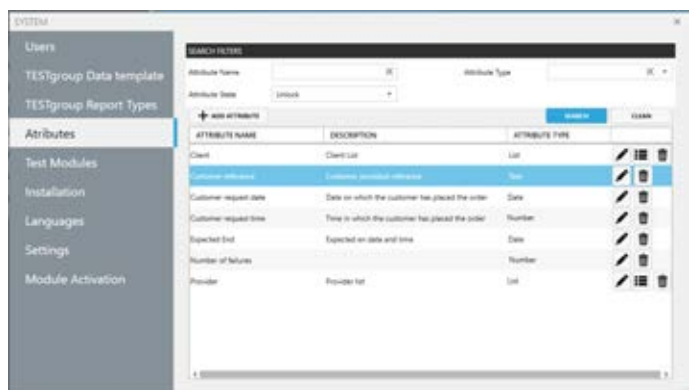 SYSTEM
Users
TESTgroup Data template
TESTgroup Report Types
Atributes
Test Modules
Installation
Languages
Settings
Module Activation
SEARCH FILTERS
Attribute Name
Attribute Type
Attribute State Unlock
ADD ATTRIBUTE SEARCH CLEAN
ATTRIBUTE NAME DESCRIPTION ATTRIBUTE TYPE
Client Client List List
Customer reference Customer provided reference Text
Customer request date Date on which the customer has placed the order Date
Customer request time Time in which the customer has placed the order Number
Expected End Expected en date and time Date
Number of failures Number
Provider Provider list List